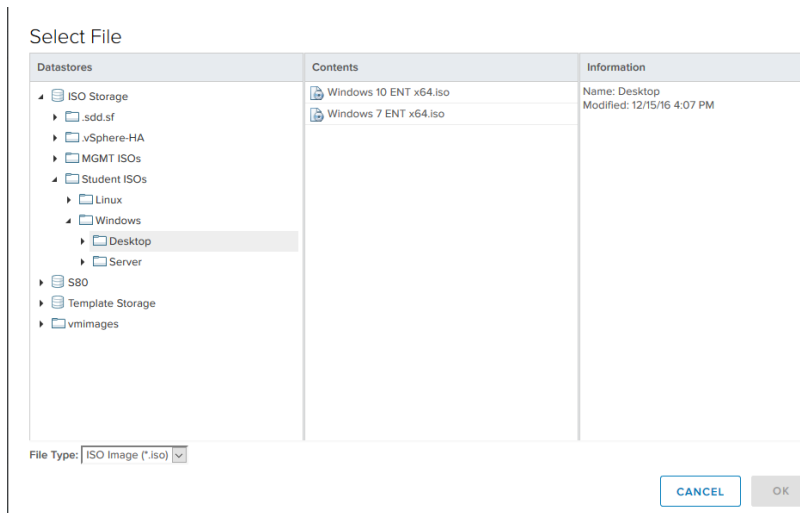 Select File
Datastores
Contents
Information
ISO Storage
.sdd.sf
.vSphere-HA
MGMT ISOs
Student ISOs
Linux
Windows
Desktop
Server
S80
Template Storage
vmimages
Windows 10 ENT x64.iso
Windows 7 ENT x64.iso
Name: Desktop
Modified: 12/15/16 4:07 PM
File Type: ISO Image (*.iso)
CANCEL
OK